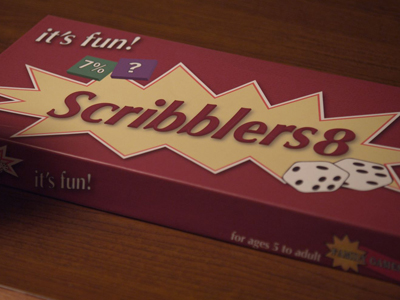 it's fun!
7% ?
Scribblers8
it's fun!
for ages 5 to adult